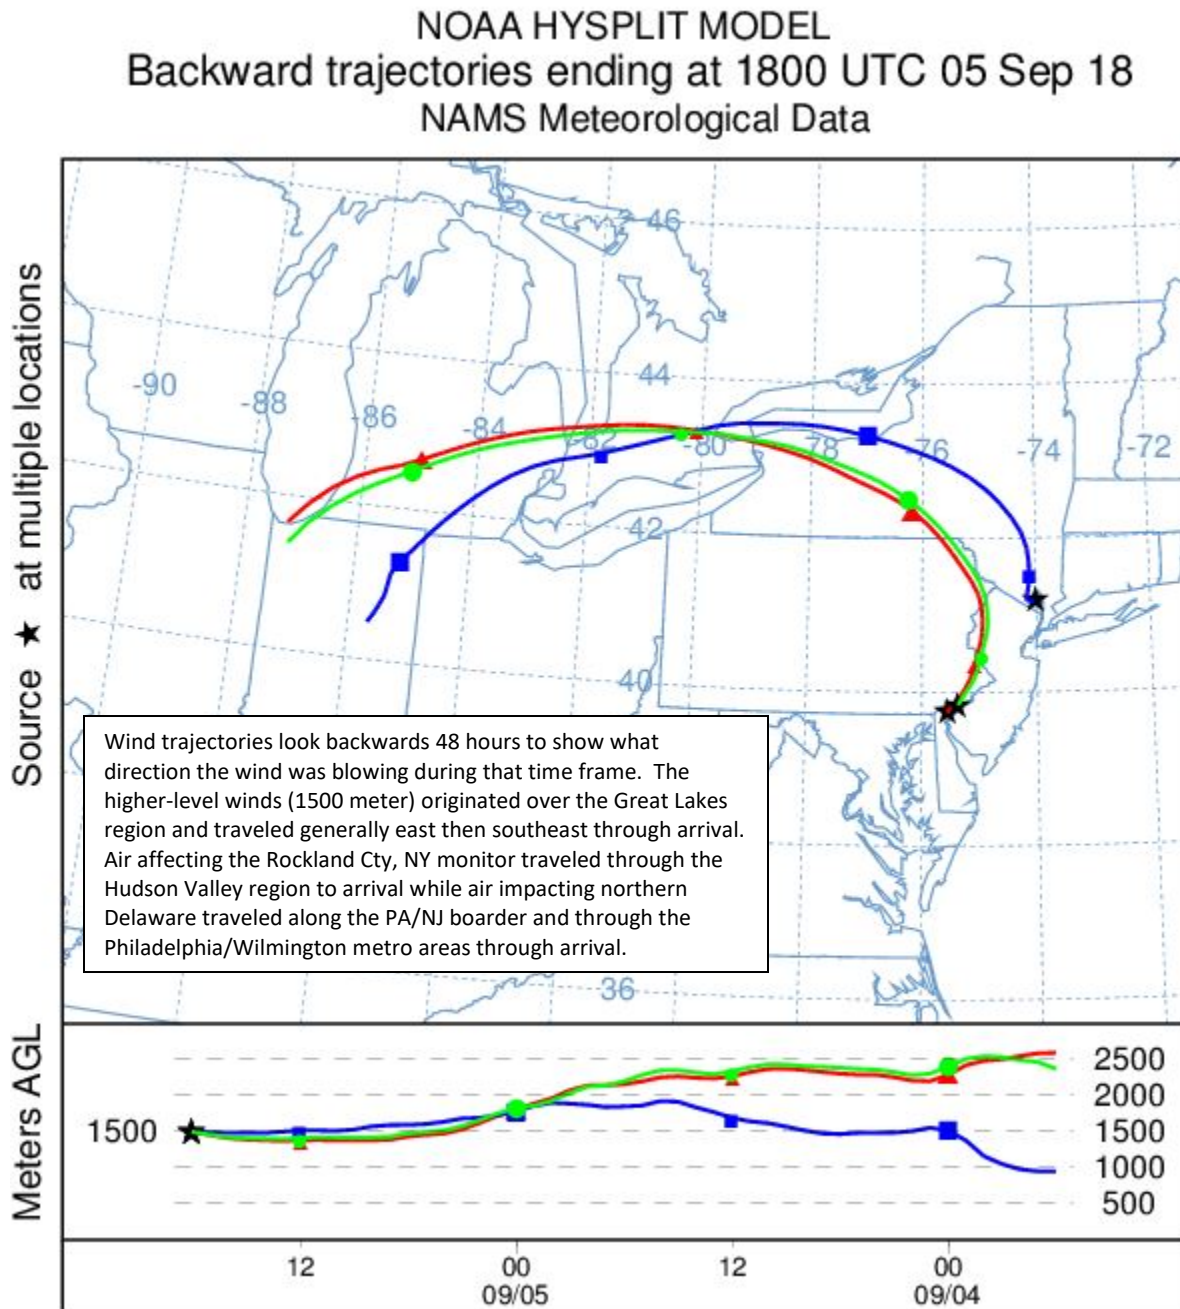 NOAA HYSPLIT MODEL
Backward trajectories ending at 1800 UTC 05 Sep 18
NAMS Meteorological Data
Source ★ at multiple locations
46
44
-90
-88
-86
-84
-82
-80
78
-76
-74
-72
42
40
Wind trajectories look backwards 48 hours to show what
direction the wind was blowing during that time frame. The
higher-level winds (1500 meter) originated over the Great Lakes
region and traveled generally east then southeast through arrival.
Air affecting the Rockland Cty, NY monitor traveled through the
Hudson Valley region to arrival while air impacting northern
Delaware traveled along the PA/NJ boarder and through the
Philadelphia/Wilmington metro areas through arrival.
36
Meters AGL
1500
2500
2000
1500
1000
500
12 00 12 00
09/05 09/04